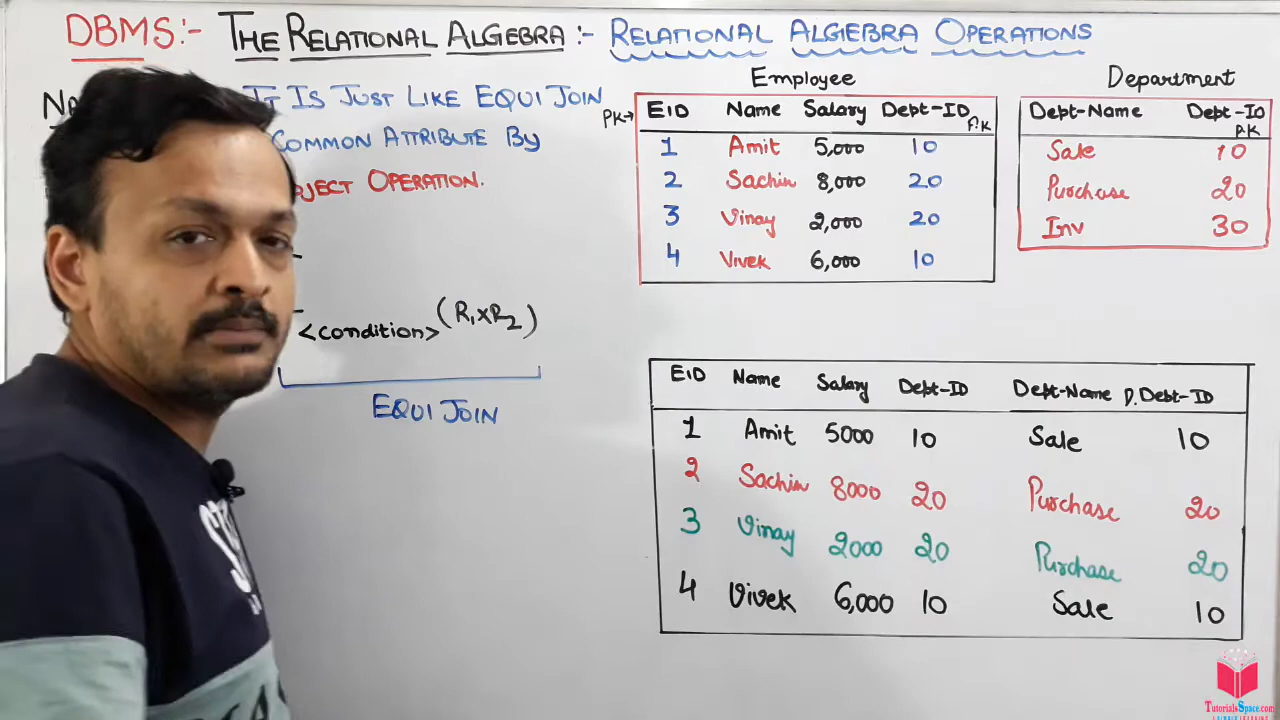 DBMS:- THE RELATIONAL ALGEBRA :- RELATIONAL ALGEBRA OPERATIONS
IS JUST LIKE EQUI JOIN
COMMON ATTRIBUTE BY
OPERATION.
<condition> (R1xR2)
EQUI JOIN
Employee
PK→ EID Name Salary Dept-ID F.K
1 Amit 5,000 10
2 Sachin 8,000 20
3 Vinay 2,000 20
4 Vivek 6,000 10
Department
Dept-Name Dept-ID PK
Sale 10
Purchase 20
Inv 30
EID Name Salary Dept-ID Dept-Name D.Dept-ID
1 Amit 5000 10 Sale 10
2 Sachin 8000 20 Purchase 20
3 Vinay 2000 20 Purchase 20
4 Vivek 6,000 10 Sale 10
TutorialsSpace.com